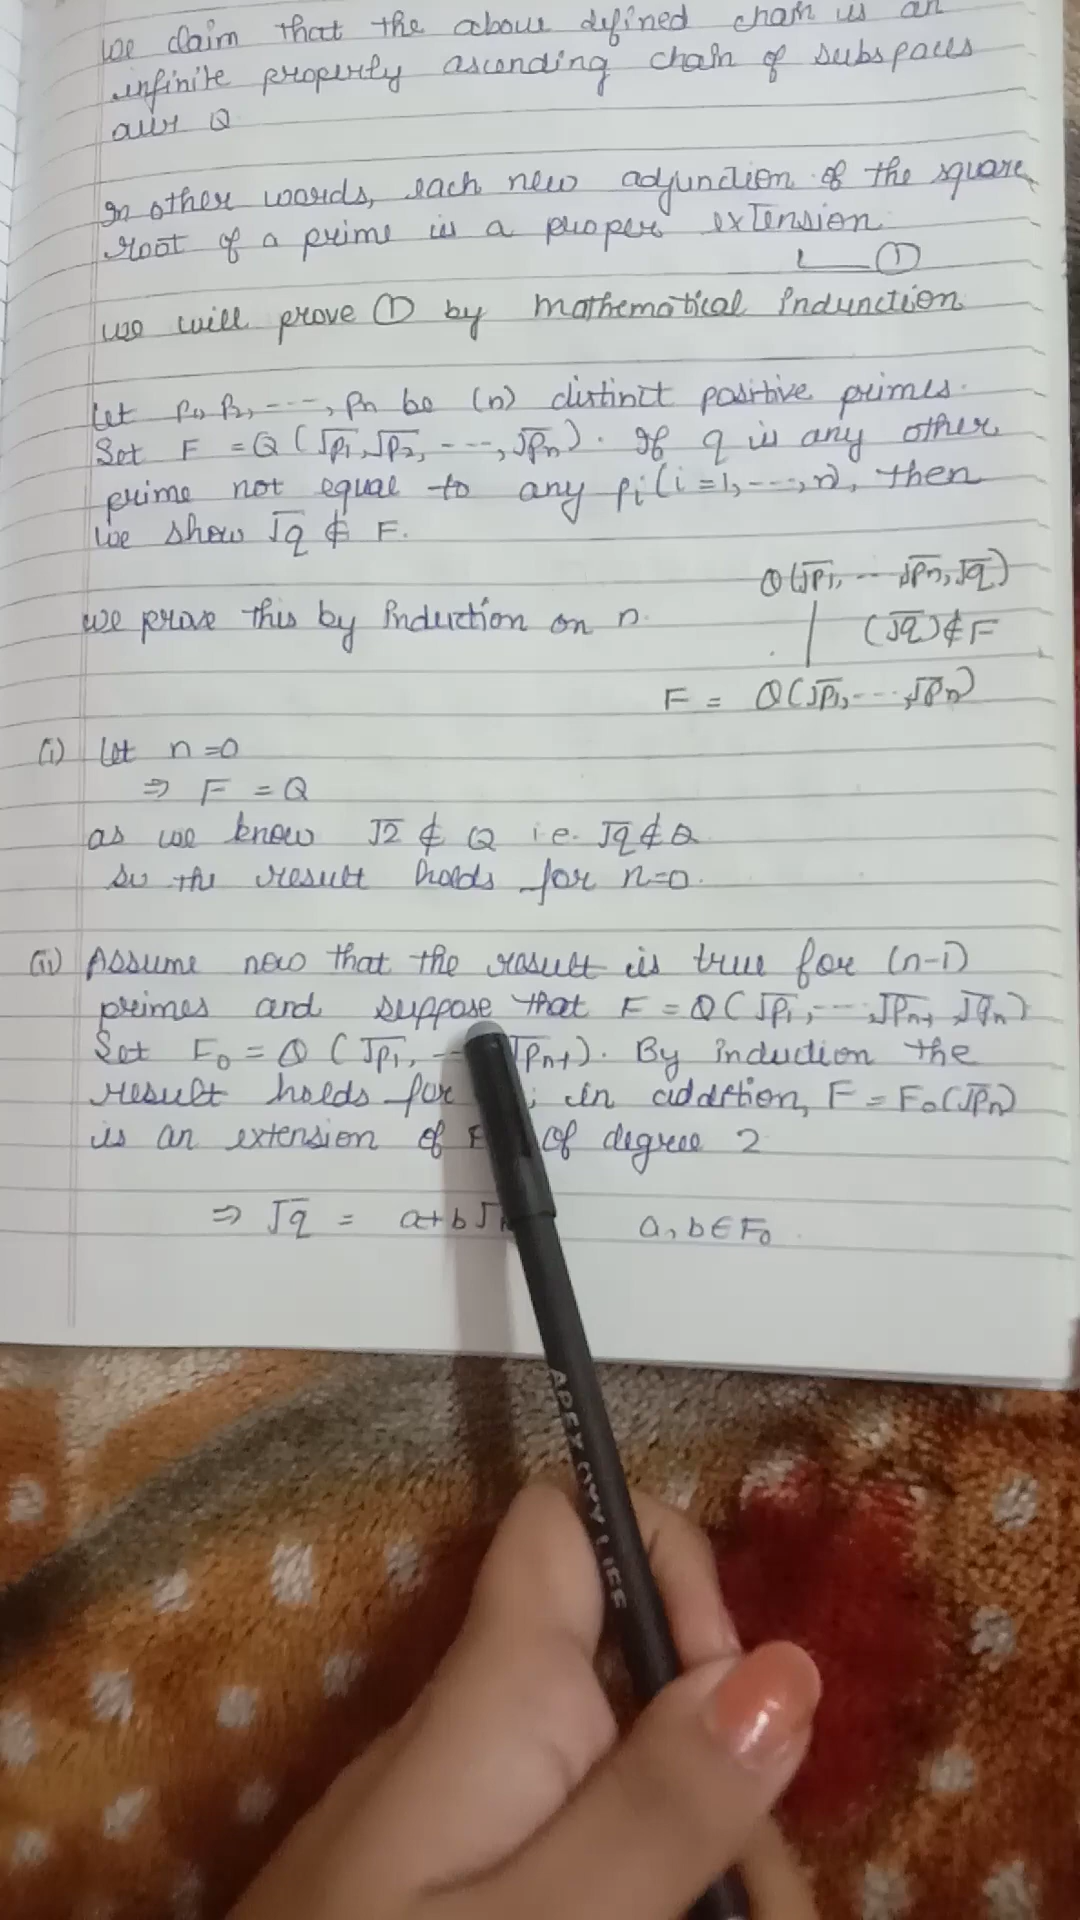 We claim that the above defined chain is an
infinite properly ascending chain of subspaces
over Q
In other words, each new adjunction of the square
root of a prime is a proper extension.
①
we will prove ① by Mathematical Indunction
Let p₁, p₂, ---, pn be (n) distinct positive primes.
Set F = Q(√p₁, √p₂, ---, √pn). If q is any other
prime not equal to any pi(i=1, ---, n), then
we show √q ∉ F.
Q(√p₁, --- √pn, √q)
we prove this by Induction on n.
(√q) ∉ F
F = Q(√p₁, ---, √pn)
(i) Let n=0
⇒ F = Q
as we know √2 ∉ Q i.e. √q ∉ Q
So the result holds for n=0.
(ii) Assume now that the result is true for (n-1)
primes and suppose that F = Q(√p₁, --- √pn-1, √qn)
Set F₀ = Q (√p₁, -- √pn-1). By induction the
result holds for ; in addition, F = F₀(√pn)
is an extension of of degree 2
⇒ √q = a+b√ a, b ∈ F₀.
APEX OXY LIFE